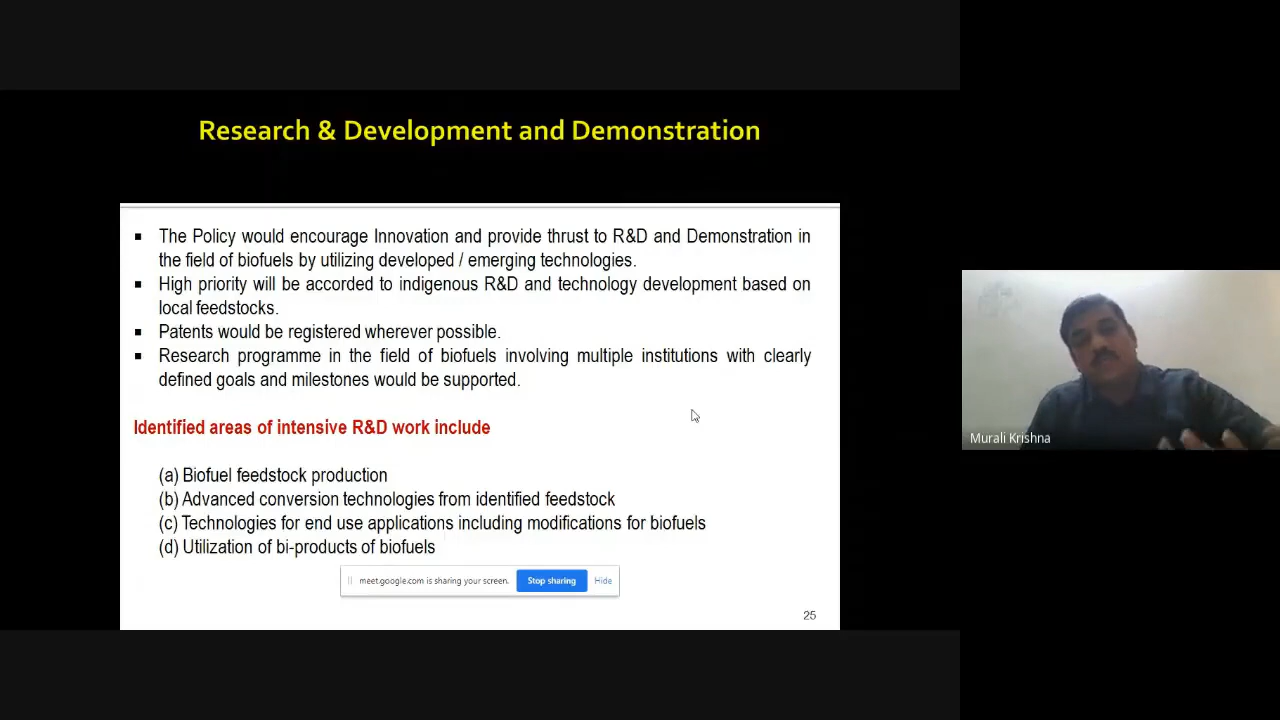 Research & Development and Demonstration
▪ The Policy would encourage Innovation and provide thrust to R&D and Demonstration in
the field of biofuels by utilizing developed / emerging technologies.
▪ High priority will be accorded to indigenous R&D and technology development based on
local feedstocks.
▪ Patents would be registered wherever possible.
▪ Research programme in the field of biofuels involving multiple institutions with clearly
defined goals and milestones would be supported.
Identified areas of intensive R&D work include
(a) Biofuel feedstock production
(b) Advanced conversion technologies from identified feedstock
(c) Technologies for end use applications including modifications for biofuels
(d) Utilization of bi-products of biofuels
meet.google.com is sharing your screen. Stop sharing Hide
25
Murali Krishna